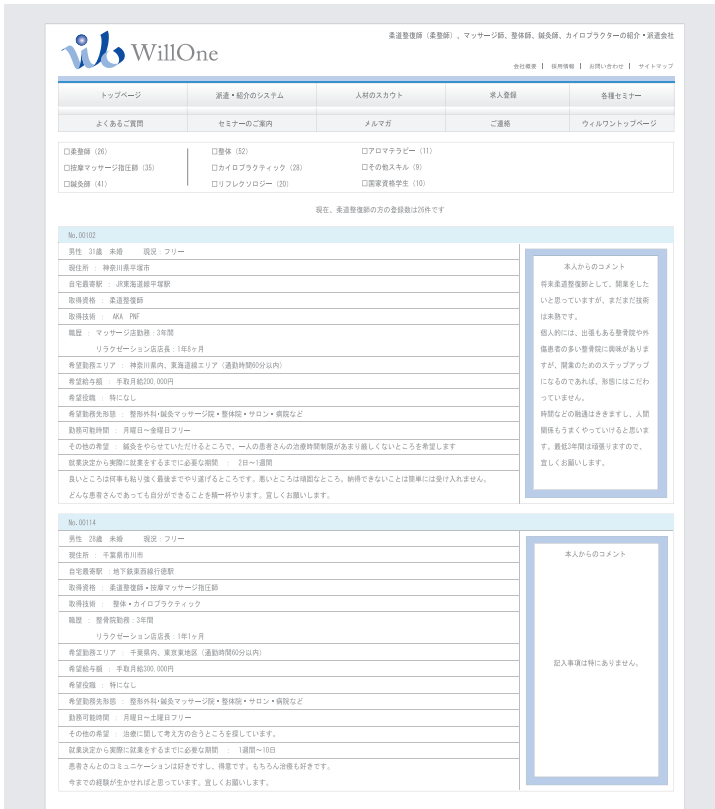 柔道整復師（柔整師）、マッサージ師、整体師、鍼灸師、カイロプラクターの紹介・派遣会社
WillOne
会社概要 | 採用情報 | お問い合わせ | サイトマップ
トップページ 派遣・紹介のシステム 人材のスカウト 求人登録 各種セミナー
よくあるご質問 セミナーのご案内 メルマガ ご連絡 ウィルワントップページ
□柔整師（26） □整体（52） □アロマテラピー（11）
□按摩マッサージ指圧師（35） □カイロプラクティック（28） □その他スキル（9）
□鍼灸師（41） □リフレクソロジー（20） □国家資格学生（10）
現在、柔道整復師の方の登録数は26件です
No.00102
男性　31歳　未婚　　現況：フリー
現住所　：　神奈川県平塚市
自宅最寄駅　：　JR東海道線平塚駅
取得資格　：　柔道整復師
取得技術　：　AKA　PNF
職歴　：　マッサージ店勤務：3年間
リラクゼーション店店長：1年8ヶ月
希望勤務エリア　：　神奈川県内、東海道線エリア（通勤時間60分以内）
希望給与額　：　手取月給200,000円
希望役職　：　特になし
希望勤務先形態　：　整形外科・鍼灸マッサージ院・整体院・サロン・病院など
勤務可能時間　：　月曜日～金曜日フリー
その他の希望　：　鍼灸をやらせていただけるところで、一人の患者さんの治療時間制限があまり厳しくないところを希望します
就業決定から実際に就業をするまでに必要な期間　：　2日～1週間
良いところは何事も粘り強く最後までやり遂げるところです。悪いところは頑固なところ。納得できないことは簡単には受け入れません。
どんな患者さんであっても自分ができることを精一杯やります。宜しくお願いします。
本人からのコメント
将来柔道整復師として、開業をした
いと思っていますが、まだまだ技術
は未熟です。
個人的には、出張もある整骨院や外
傷患者の多い整骨院に興味がありま
すが、開業のためのステップアップ
になるのであれば、形態にはこだわ
っていません。
時間などの融通はききますし、人間
関係もうまくやっていけると思いま
す、最低3年間は頑張りますので、
宜しくお願いします。
No.00114
男性　28歳　未婚　　現況：フリー
現住所　：　千葉県市川市
自宅最寄駅　：地下鉄東西線行徳駅
取得資格　：　柔道整復師・按摩マッサージ指圧師
取得技術　：　整体・カイロプラクティック
職歴　：　整骨院勤務：3年間
リラクゼーション店店長：1年1ヶ月
希望勤務エリア　：　千葉県内、東京東地区（通勤時間60分以内）
希望給与額　：　手取月給300,000円
希望役職　：　特になし
希望勤務先形態　：　整形外科・鍼灸マッサージ院・整体院・サロン・病院など
勤務可能時間　：　月曜日～土曜日フリー
その他の希望　：　治療に関して考え方の合うところを探しています。
就業決定から実際に就業をするまでに必要な期間　：　1週間～10日
患者さんとのコミュニケーションは好きですし、得意です。もちろん治療も好きです。
今までの経験が生かせればと思っています。宜しくお願いします。
本人からのコメント
記入事項は特にありません。